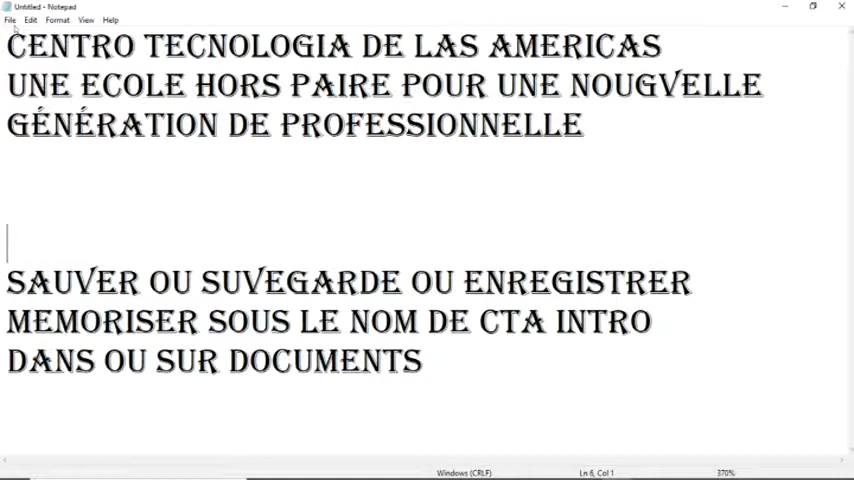 Untitled - Notepad
File Edit Format View Help
CENTRO TECNOLOGIA DE LAS AMERICAS
UNE ECOLE HORS PAIRE POUR UNE NOUGVELLE
GÉNÉRATION DE PROFESSIONNELLE
SAUVER OU SUVEGARDE OU ENREGISTRER
MEMORISER SOUS LE NOM DE CTA INTRO
DANS OU SUR DOCUMENTS
Windows (CRLF) Ln 6, Col 1 370%